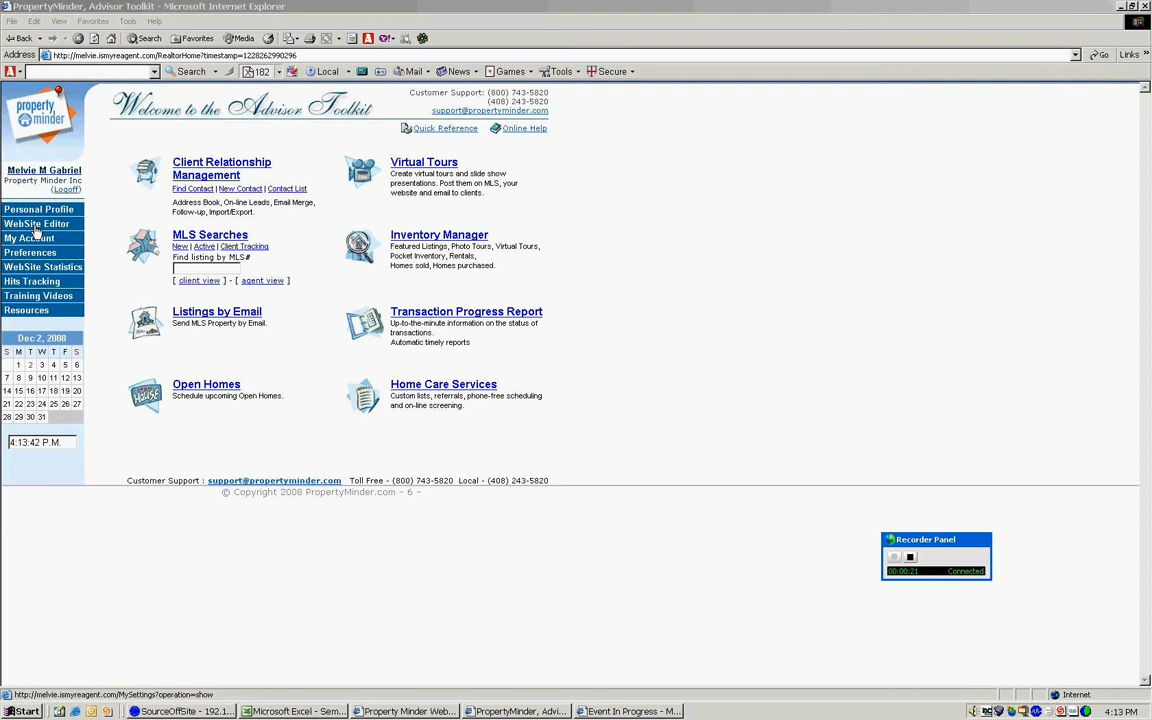 PropertyMinder, Advisor Toolkit - Microsoft Internet Explorer
File Edit View Favorites Tools Help
Back Search Favorites Media
Address http://melvie.ismyreagent.com/RealtorHome?timestamp=1228262990296 Go Links »
Search 182 Local Mail News Games Tools Secure
property minder
Welcome to the Advisor Toolkit
Customer Support: (800) 743-5820
(408) 243-5820
support@propertyminder.com
Quick Reference Online Help
Melvie M Gabriel
Property Minder Inc
(Logoff)
Personal Profile
WebSite Editor
My Account
Preferences
WebSite Statistics
Hits Tracking
Training Videos
Resources
Dec 2, 2008
S M T W T F S
1 2 3 4 5 6
7 8 9 10 11 12 13
14 15 16 17 18 19 20
21 22 23 24 25 26 27
28 29 30 31
4:13:42 P.M.
Client Relationship
Management
Find Contact | New Contact | Contact List
Address Book, On-line Leads, Email Merge,
Follow-up, Import/Export.
Virtual Tours
Create virtual tours and slide show
presentations. Post them on MLS, your
website and email to clients.
MLS Searches
New | Active | Client Tracking
Find listing by MLS#
[ client view ] - [ agent view ]
Inventory Manager
Featured Listings, Photo Tours, Virtual Tours,
Pocket Inventory, Rentals,
Homes sold, Homes purchased.
Listings by Email
Send MLS Property by Email.
Transaction Progress Report
Up-to-the-minute information on the status of
transactions.
Automatic timely reports
Open Homes
Schedule upcoming Open Homes.
Home Care Services
Custom lists, referrals, phone-free scheduling
and on-line screening.
Customer Support : support@propertyminder.com Toll Free - (800) 743-5820 Local - (408) 243-5820
© Copyright 2008 PropertyMinder.com - 6 -
Recorder Panel
00:00:21 Connected
http://melvie.ismyreagent.com/MySettings?operation=show Internet
Start SourceOffSite - 192.1... Microsoft Excel - Sem... Property Minder Web... PropertyMinder, Advi... Event In Progress - M... 4:13 PM